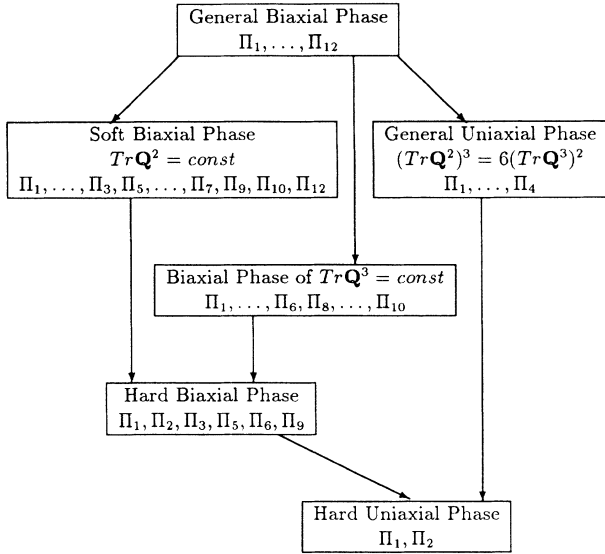 General Biaxial Phase
Π₁, . . . , Π₁₂
Soft Biaxial Phase
TrQ² = const
Π₁, . . . , Π₃, Π₅, . . . , Π₇, Π₉, Π₁₀, Π₁₂
General Uniaxial Phase
(TrQ²)³ = 6(TrQ³)²
Π₁, . . . , Π₄
Biaxial Phase of TrQ³ = const
Π₁, . . . , Π₆, Π₈, . . . , Π₁₀
Hard Biaxial Phase
Π₁, Π₂, Π₃, Π₅, Π₆, Π₉
Hard Uniaxial Phase
Π₁, Π₂